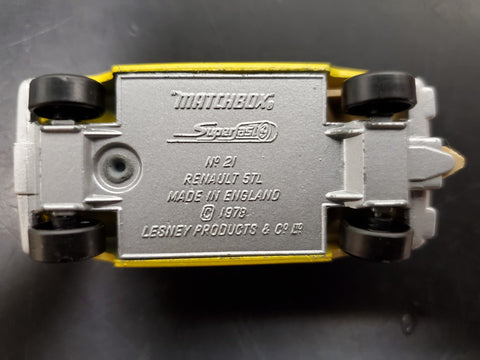 "MATCHBOX"®
Superfast
Nº 21
RENAULT 5TL
MADE IN ENGLAND
© 1978
LESNEY PRODUCTS & Cº Lᵀᴰ